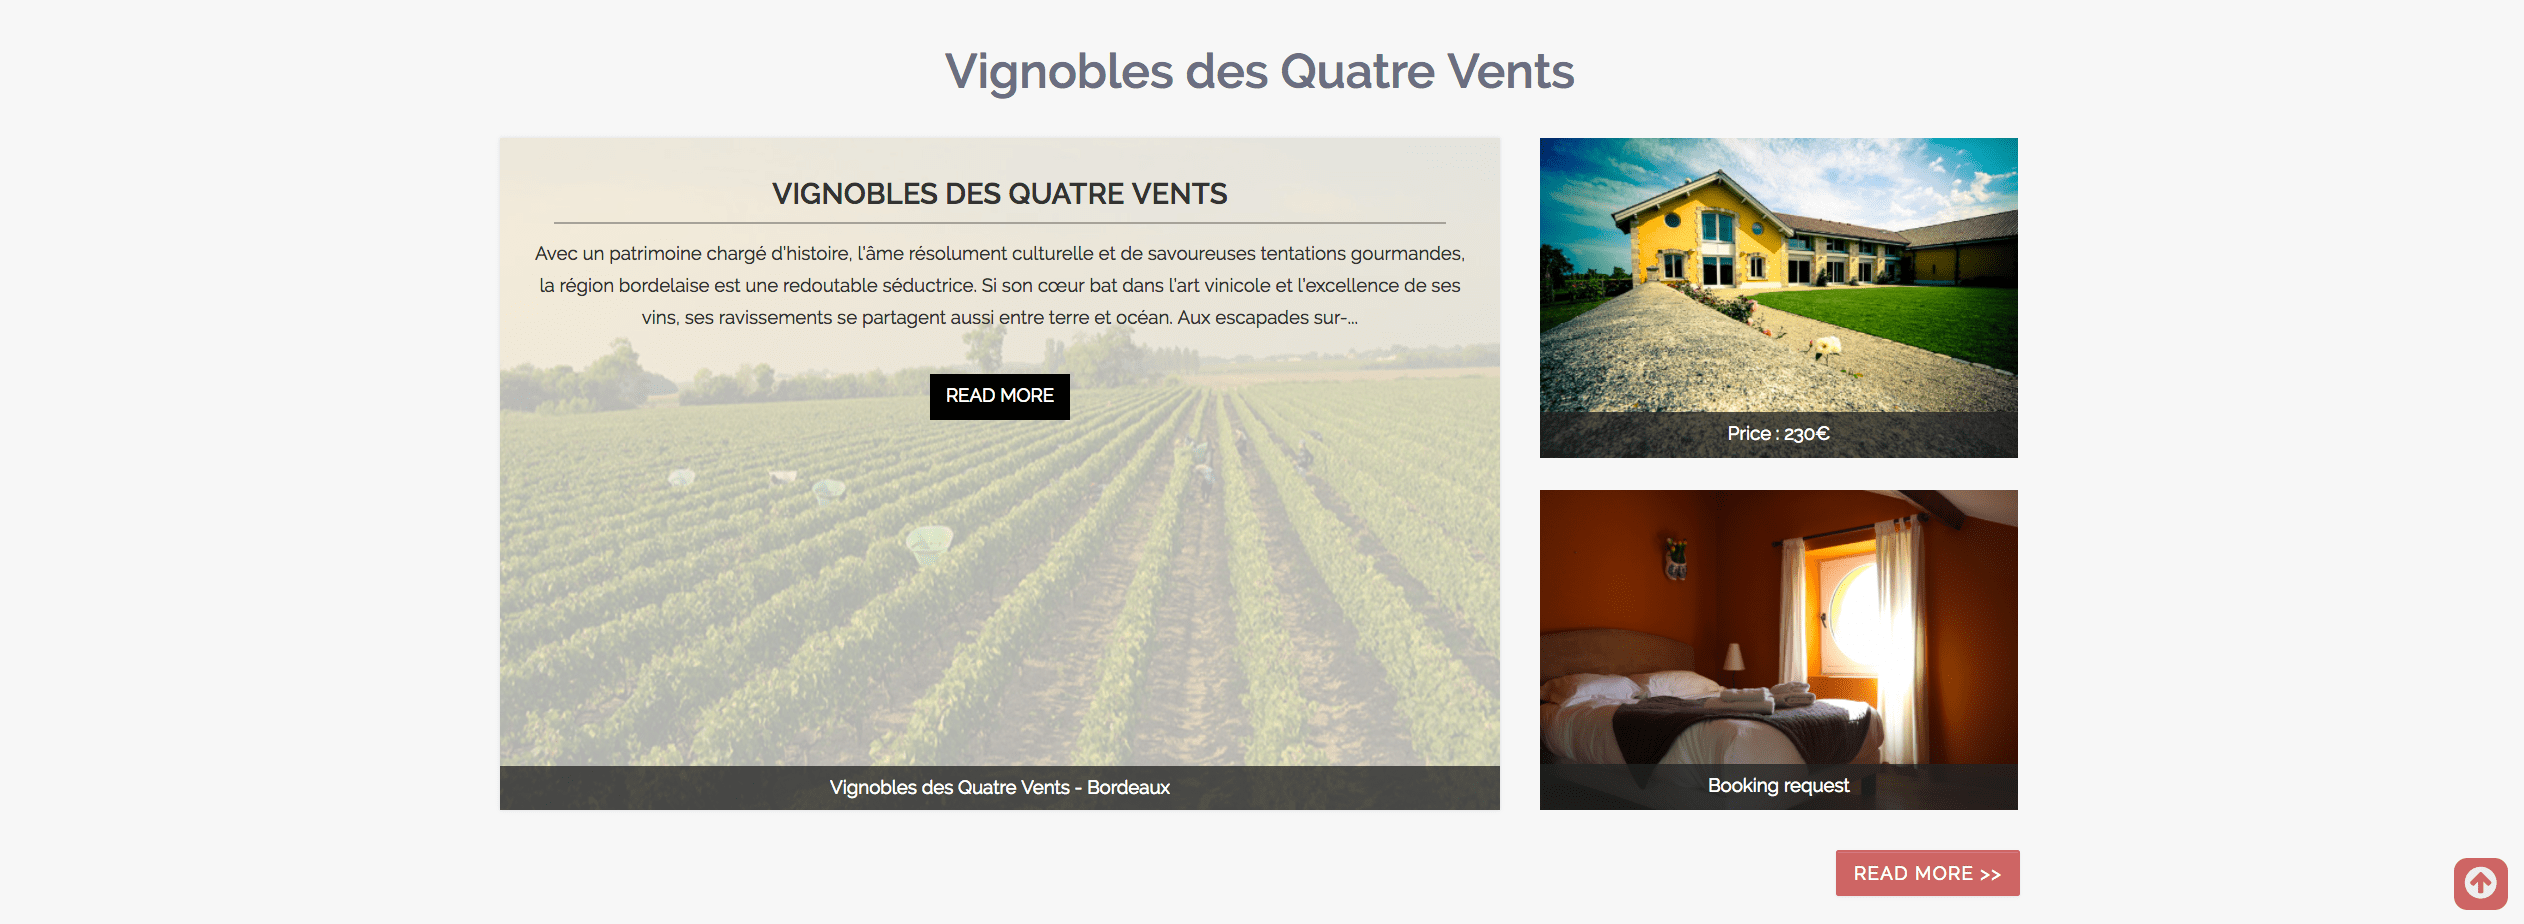 Vignobles des Quatre Vents
VIGNOBLES DES QUATRE VENTS
Avec un patrimoine chargé d'histoire, l'âme résolument culturelle et de savoureuses tentations gourmandes,
la région bordelaise est une redoutable séductrice. Si son cœur bat dans l'art vinicole et l'excellence de ses
vins, ses ravissements se partagent aussi entre terre et océan. Aux escapades sur-...
READ MORE
Vignobles des Quatre Vents - Bordeaux
Price : 230€
Booking request
READ MORE >>